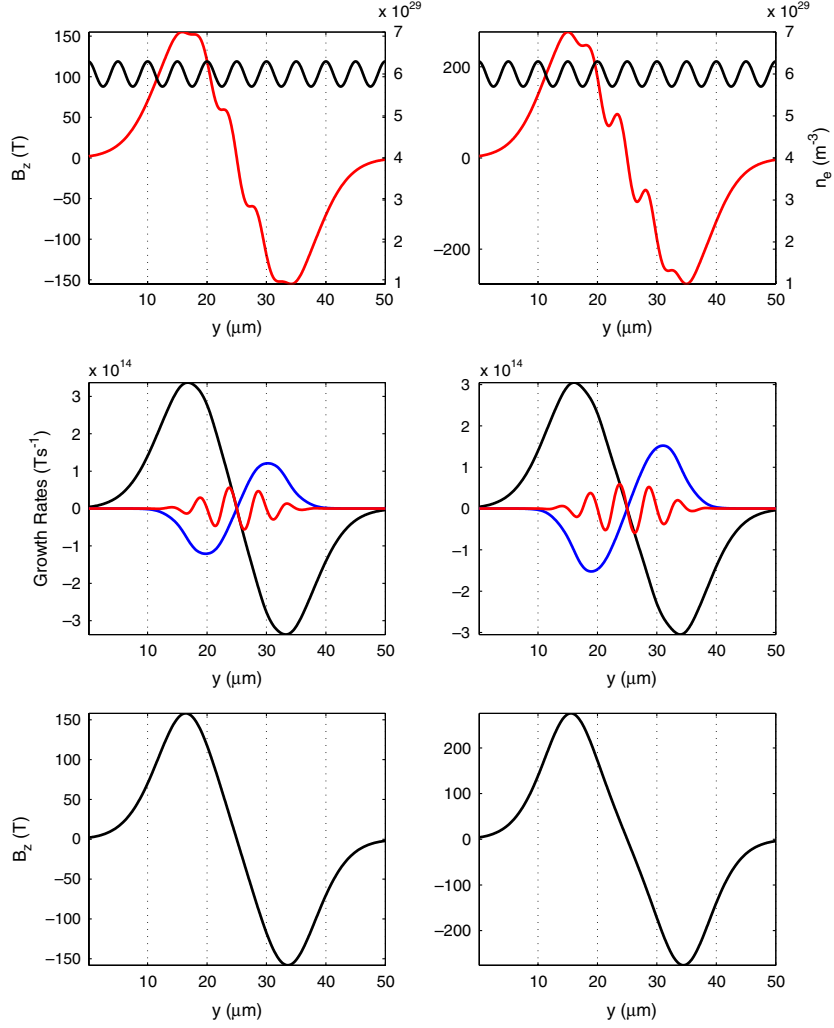 x 10^29 x 10^29
150 7 7
100 6 200 6
50 5 5
B_z (T) 0 4 0 4 n_e (m^-3)
−50 3 3
−100 2 −200 2
−150 1 1
10 20 30 40 50 10 20 30 40 50
y (μm) y (μm)
x 10^14 x 10^14
3 3
2 2
1 1
Growth Rates (Ts^-1) 0 0
−1 −1
−2 −2
−3 −3
10 20 30 40 50 10 20 30 40 50
y (μm) y (μm)
150
100 200
50 100
B_z (T) 0 0
−50 −100
−100 −200
−150
10 20 30 40 50 10 20 30 40 50
y (μm) y (μm)